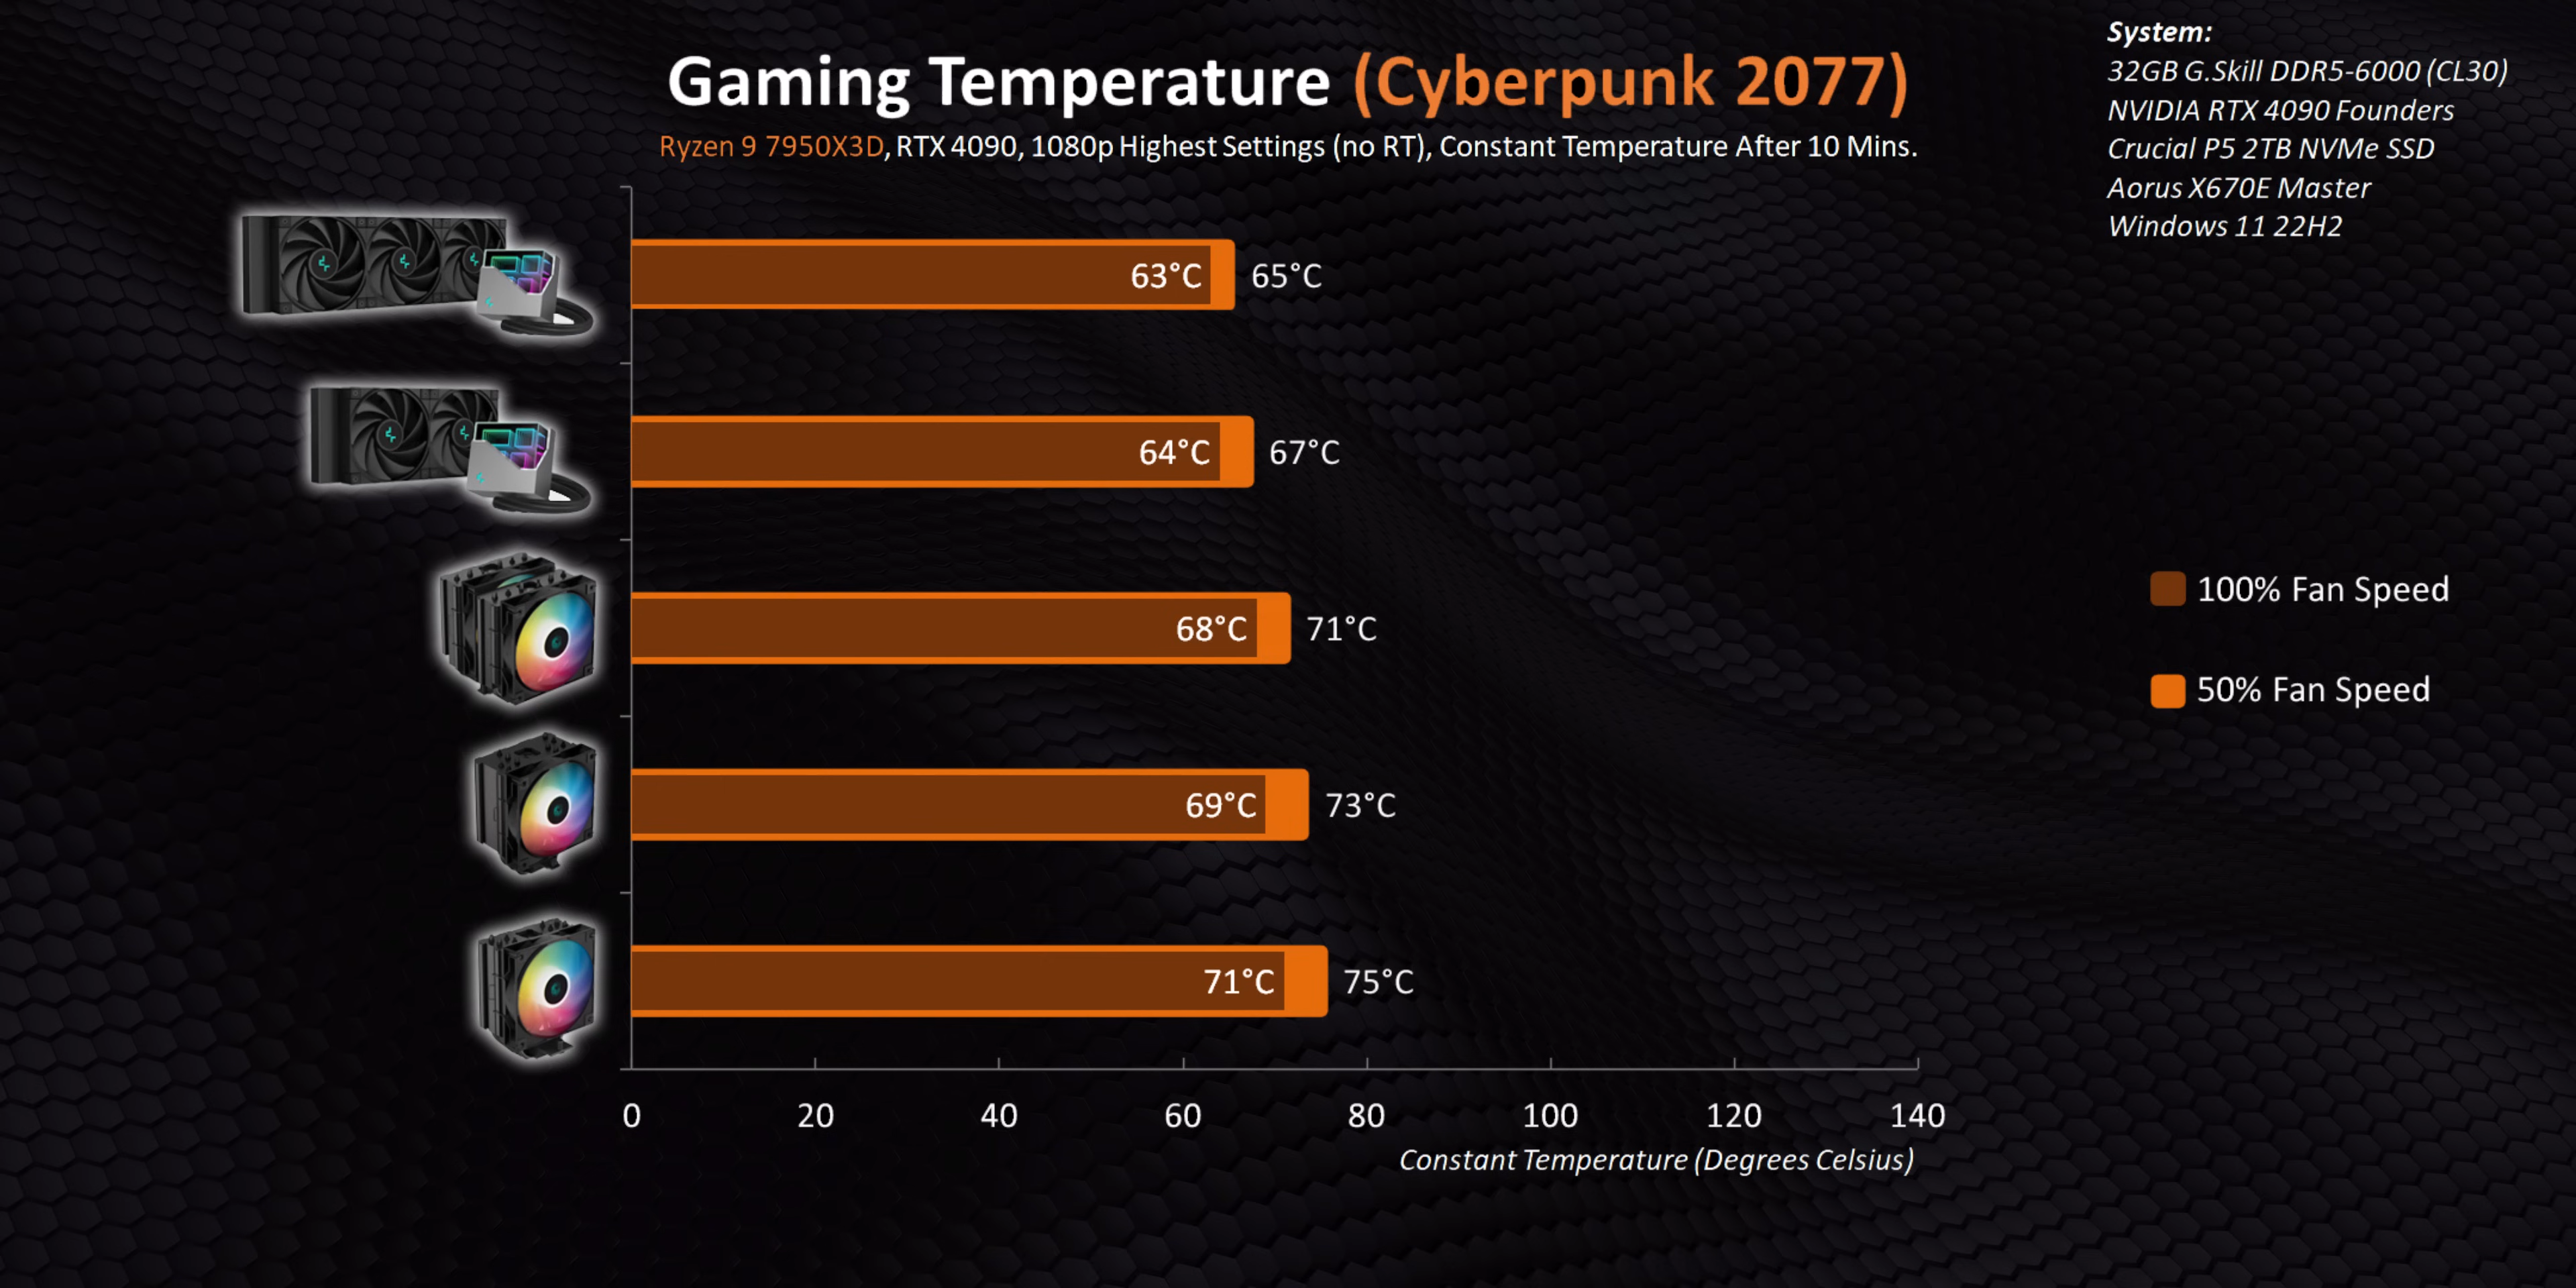 Gaming Temperature (Cyberpunk 2077)
Ryzen 9 7950X3D, RTX 4090, 1080p Highest Settings (no RT), Constant Temperature After 10 Mins.
System:
32GB G.Skill DDR5-6000 (CL30)
NVIDIA RTX 4090 Founders
Crucial P5 2TB NVMe SSD
Aorus X670E Master
Windows 11 22H2
63°C 65°C
64°C 67°C
68°C 71°C
69°C 73°C
71°C 75°C
100% Fan Speed
50% Fan Speed
0 20 40 60 80 100 120 140
Constant Temperature (Degrees Celsius)